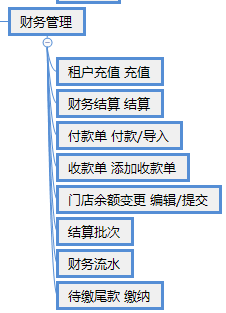 财务管理
租户充值 充值
财务结算 结算
付款单 付款/导入
收款单 添加收款单
门店余额变更 编辑/提交
结算批次
财务流水
待缴尾款 缴纳